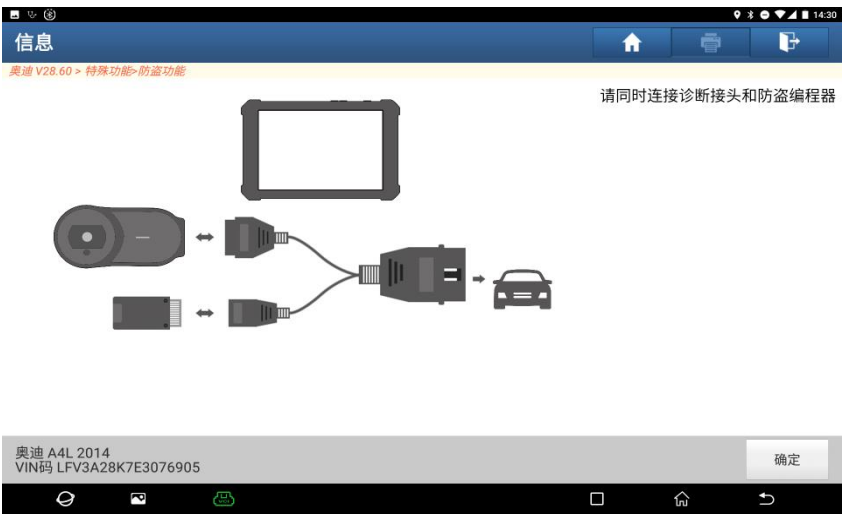 14:30
信息
奥迪 V28.60 > 特殊功能>防盗功能
请同时连接诊断接头和防盗编程器
奥迪 A4L 2014
VIN码 LFV3A28K7E3076905
确定